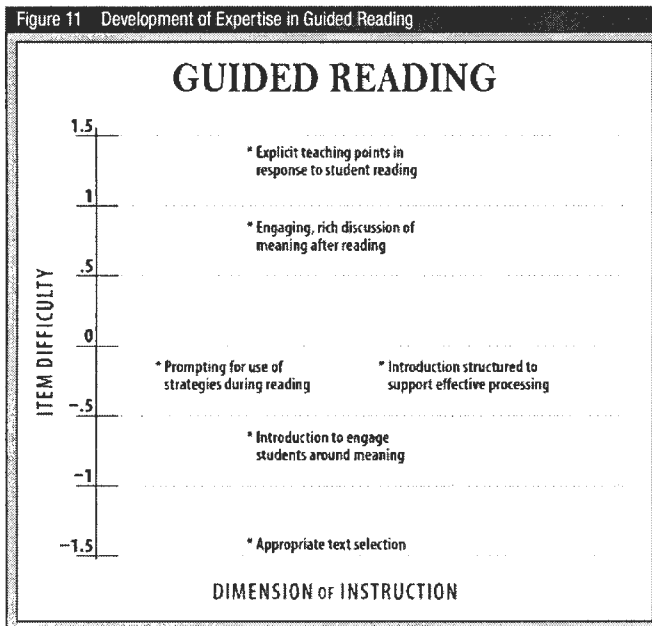 Figure 11 Development of Expertise in Guided Reading
GUIDED READING
1.5
* Explicit teaching points in
response to student reading
1
* Engaging, rich discussion of
meaning after reading
.5
ITEM DIFFICULTY
0
* Prompting for use of
strategies during reading
* Introduction structured to
support effective processing
-.5
* Introduction to engage
students around meaning
-1
-1.5
* Appropriate text selection
DIMENSION OF INSTRUCTION